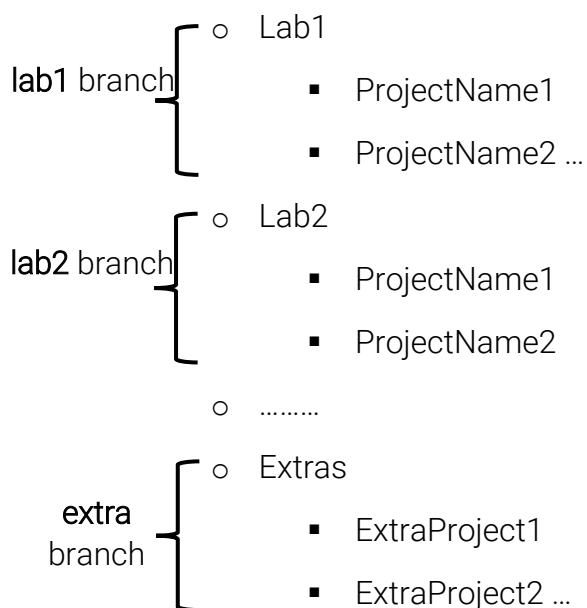 ○ Lab1
lab1 branch
▪ ProjectName1
▪ ProjectName2 ...
○ Lab2
lab2 branch
▪ ProjectName1
▪ ProjectName2
○ .........
○ Extras
extra
branch
▪ ExtraProject1
▪ ExtraProject2 ...